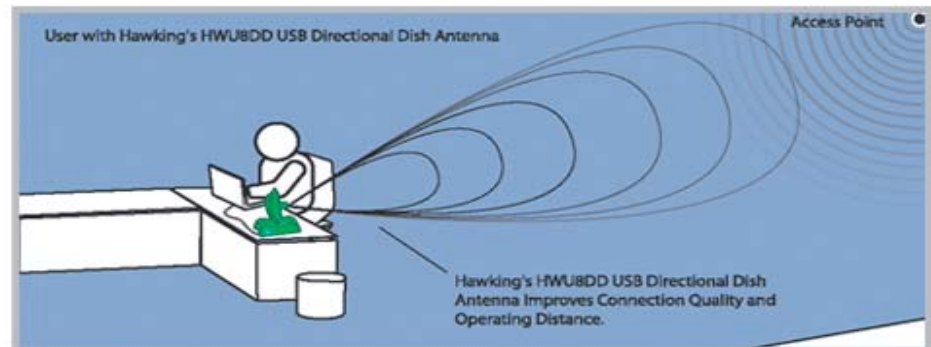 User with Hawking's HWU8DD USB Directional Dish Antenna
Access Point
Hawking's HWU8DD USB Directional Dish
Antenna Improves Connection Quality and
Operating Distance.